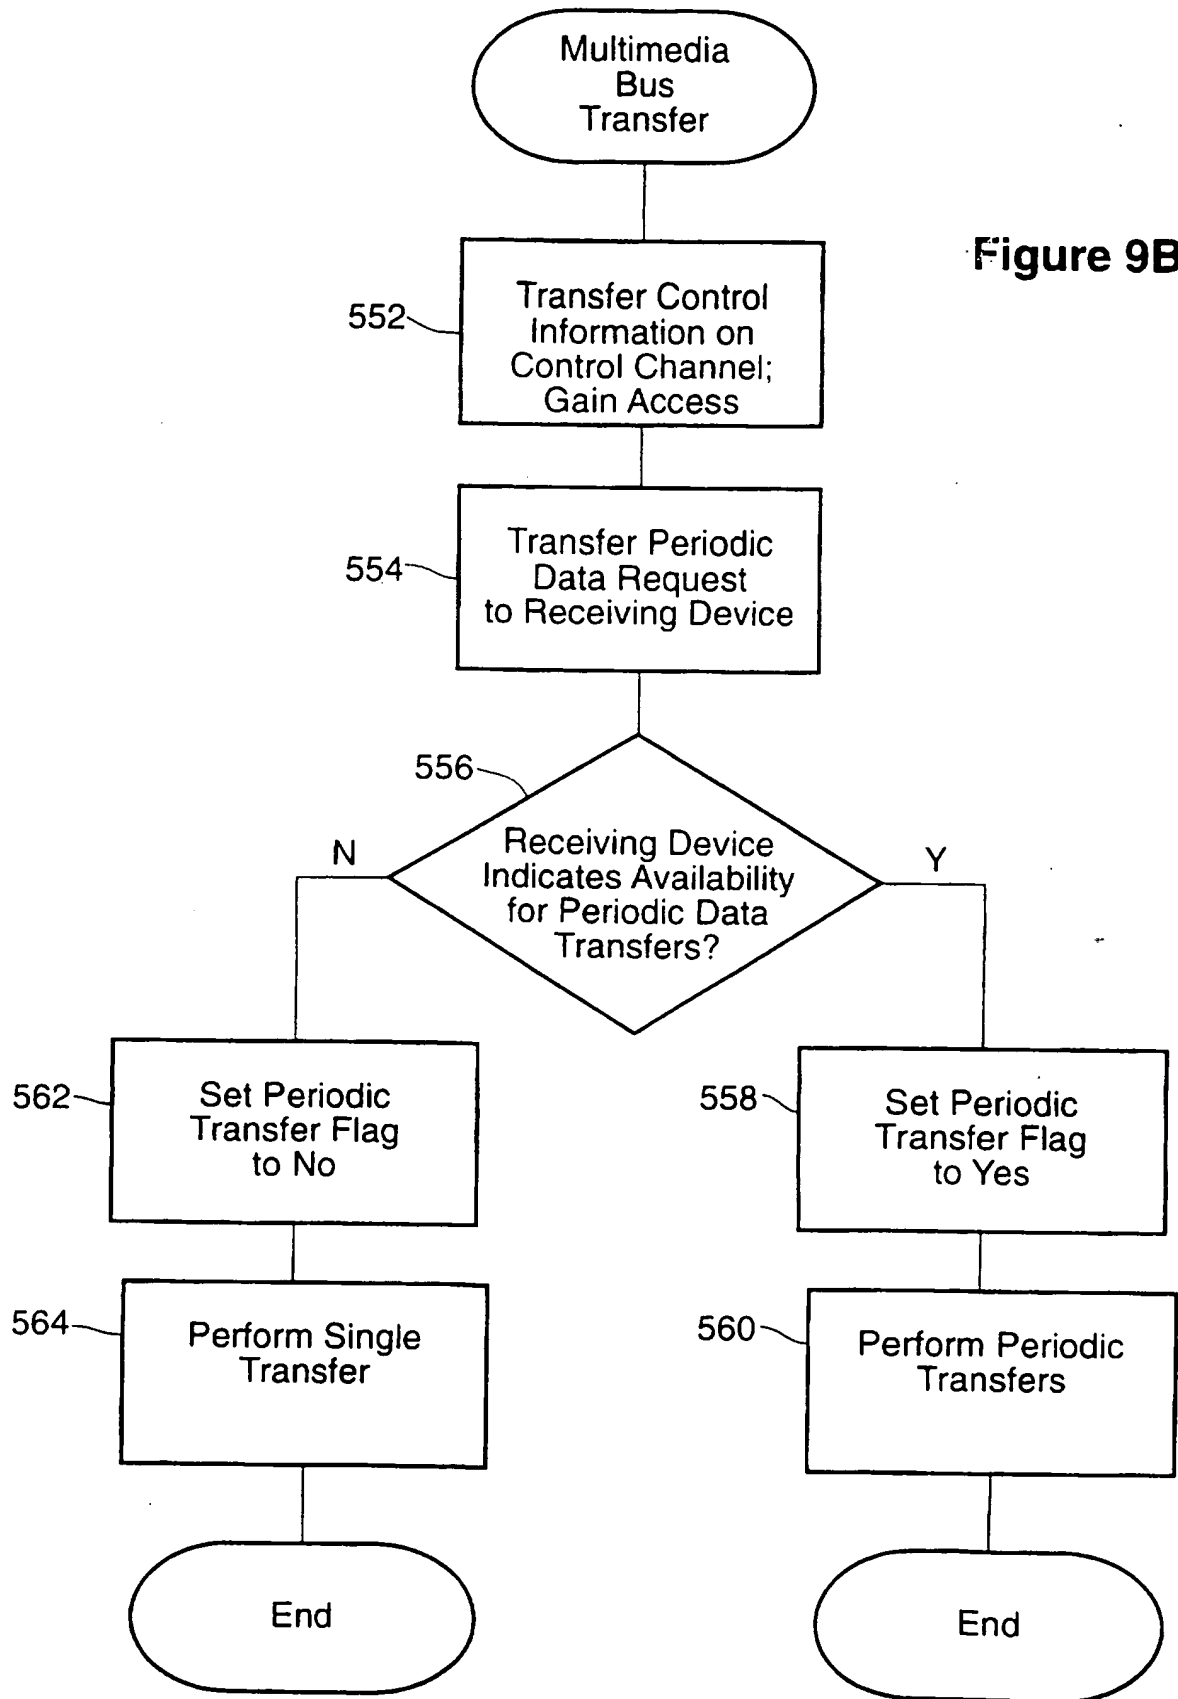 Multimedia
Bus
Transfer
Figure 9B
552
Transfer Control
Information on
Control Channel;
Gain Access
554
Transfer Periodic
Data Request
to Receiving Device
556
Receiving Device
Indicates Availability
for Periodic Data
Transfers?
N
Y
562
Set Periodic
Transfer Flag
to No
558
Set Periodic
Transfer Flag
to Yes
564
Perform Single
Transfer
560
Perform Periodic
Transfers
End
End